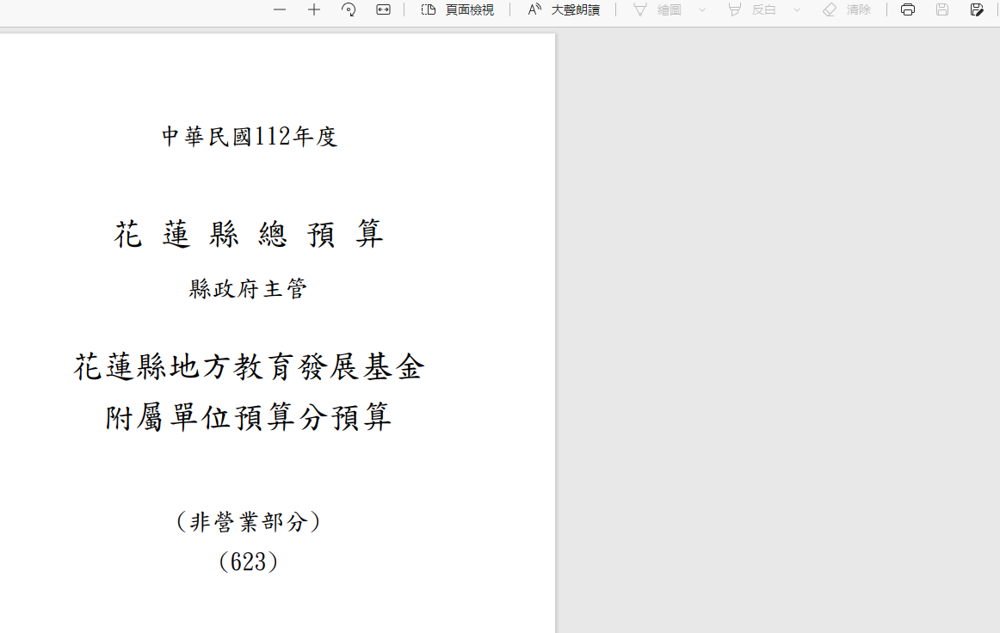 頁面檢視 大聲朗讀 繪圖 反白 清除
中華民國112年度
花 蓮 縣 總 預 算
縣政府主管
花蓮縣地方教育發展基金
附屬單位預算分預算
（非營業部分）
（623）